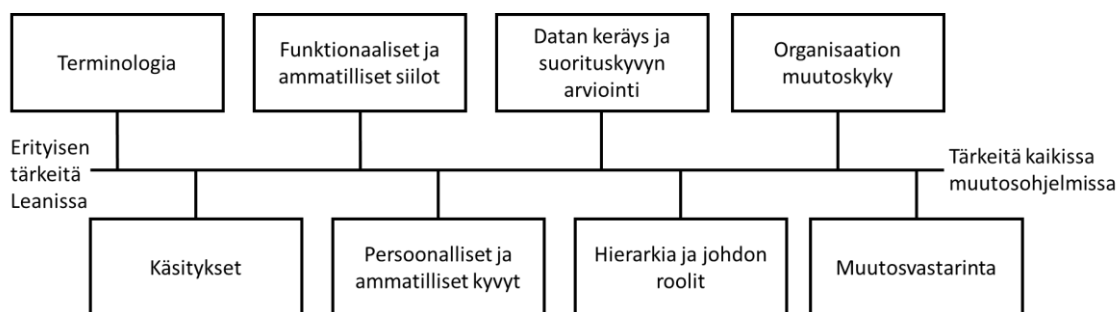 Terminologia
Funktionaaliset ja
ammatilliset siilot
Datan keräys ja
suorituskyvyn
arviointi
Organisaation
muutoskyky
Erityisen
tärkeitä
Leanissa
Tärkeitä kaikissa
muutosohjelmissa
Käsitykset
Persoonalliset ja
ammatilliset kyvyt
Hierarkia ja johdon
roolit
Muutosvastarinta